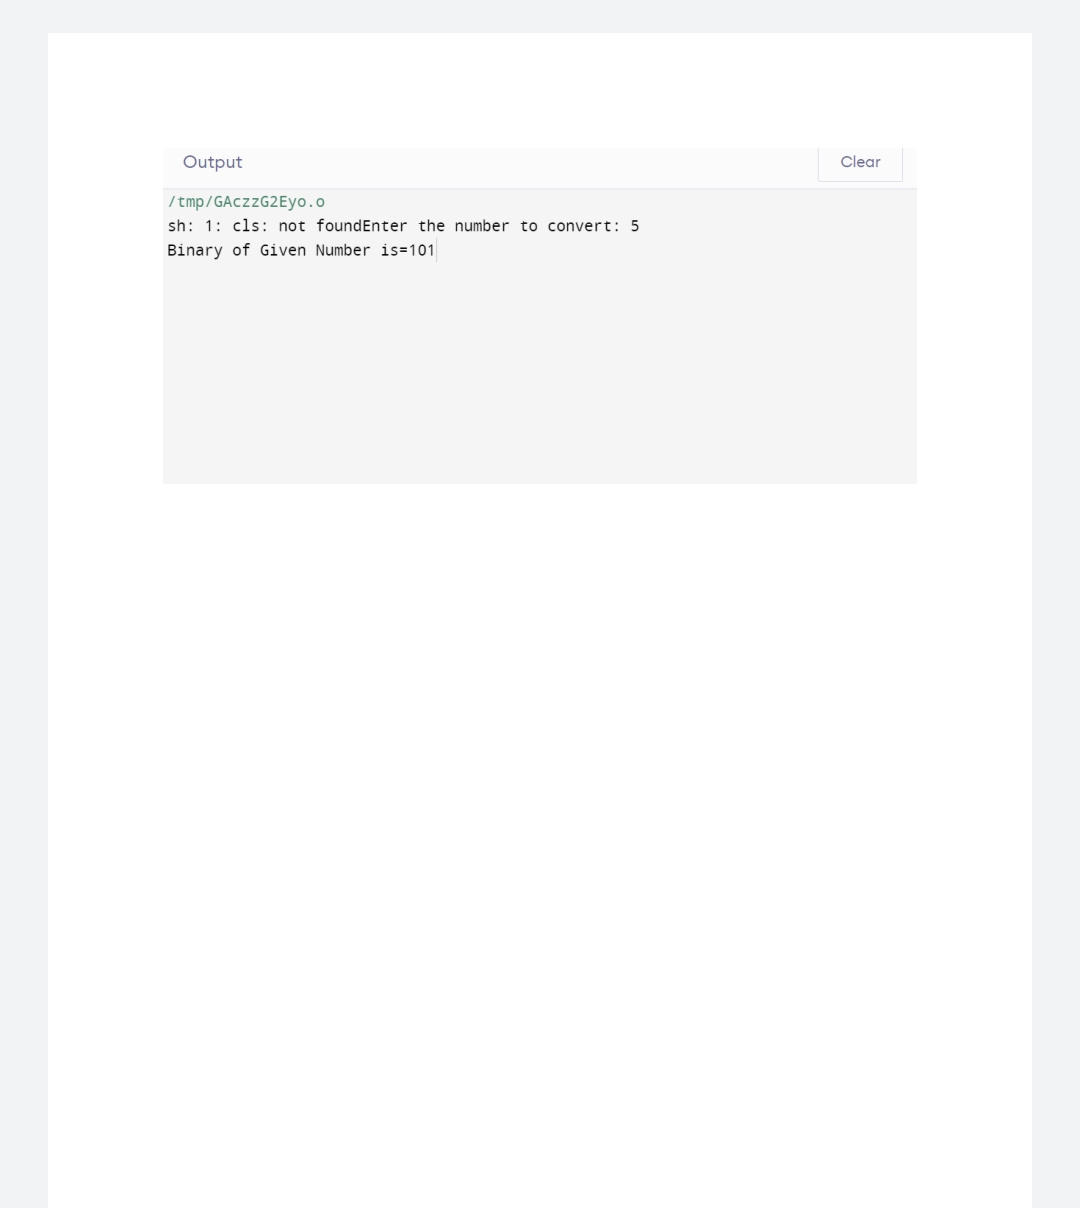 Output
Clear
/tmp/GAczzG2Eyo.o
sh: 1: cls: not foundEnter the number to convert: 5
Binary of Given Number is=101